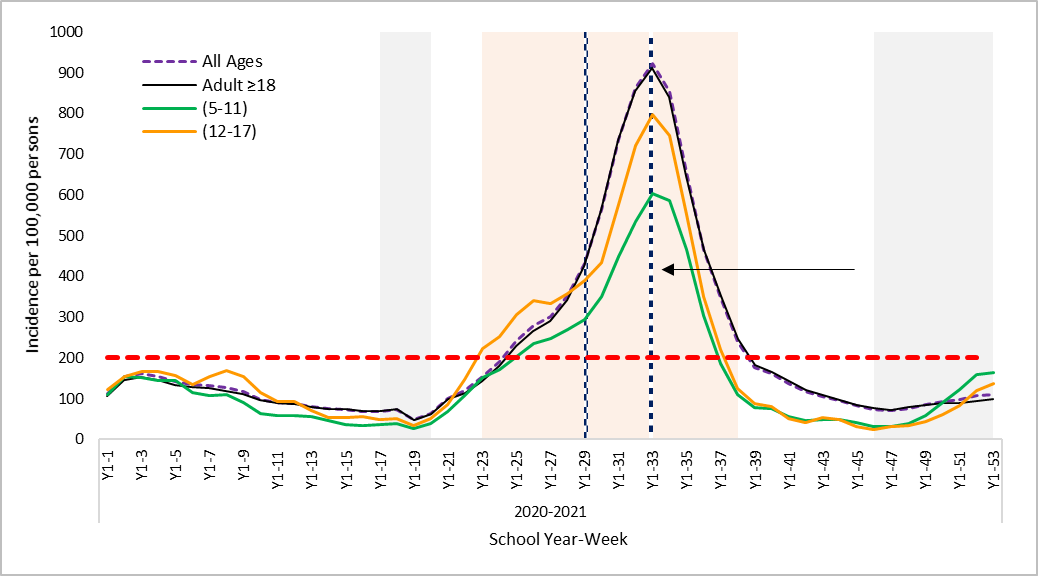 1000
900
800
700
600
500
400
300
200
100
0
Incidence per 100,000 persons
All Ages
Adult ≥18
(5-11)
(12-17)
Y1-1
Y1-3
Y1-5
Y1-7
Y1-9
Y1-11
Y1-13
Y1-15
Y1-17
Y1-19
Y1-21
Y1-23
Y1-25
Y1-27
Y1-29
Y1-31
Y1-33
Y1-35
Y1-37
Y1-39
Y1-41
Y1-43
Y1-45
Y1-47
Y1-49
Y1-51
Y1-53
2020-2021
School Year-Week